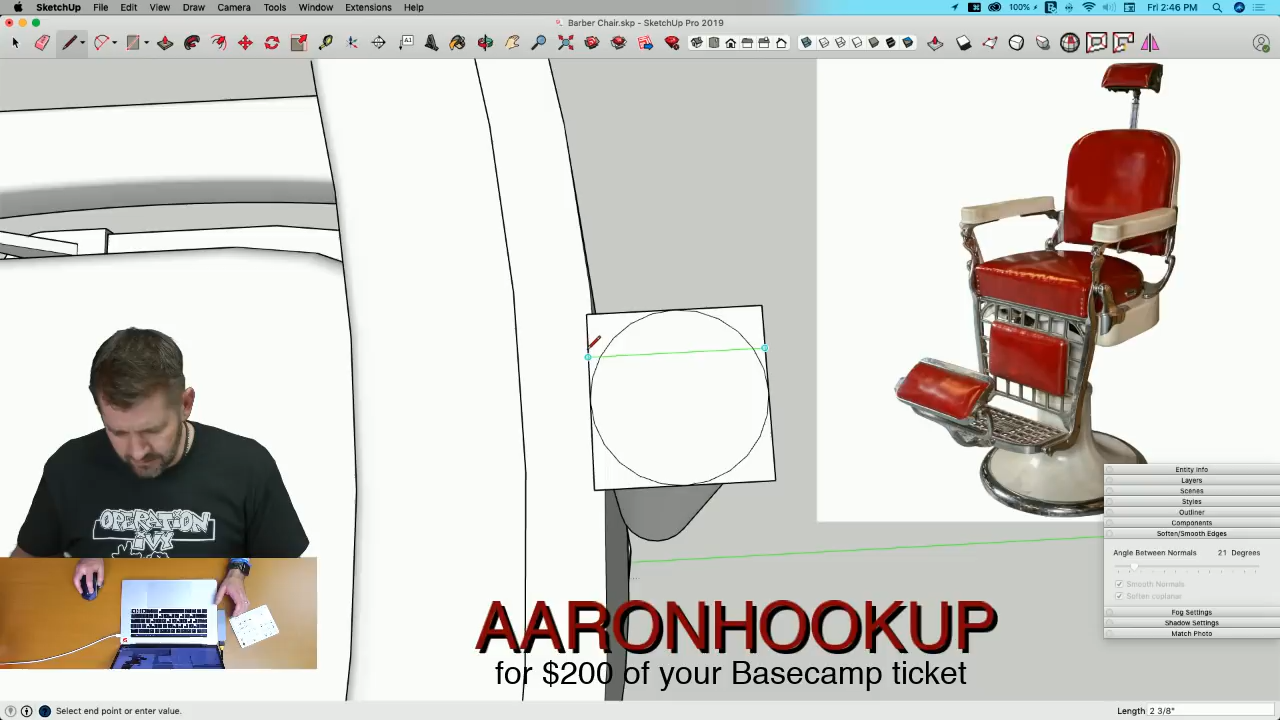 SketchUp File Edit View Draw Camera Tools Window Extensions Help
100% Fri 2:46 PM
Barber Chair.skp - SketchUp Pro 2019
OPERATION
IVY
Entity Info
Layers
Scenes
Styles
Outliner
Components
Soften/Smooth Edges
Angle Between Normals 21 Degrees
Smooth Normals
Soften coplanar
Fog Settings
Shadow Settings
Match Photo
AARONHOOKUP
for $200 of your Basecamp ticket
Select end point or enter value.
Length 2 3/8"